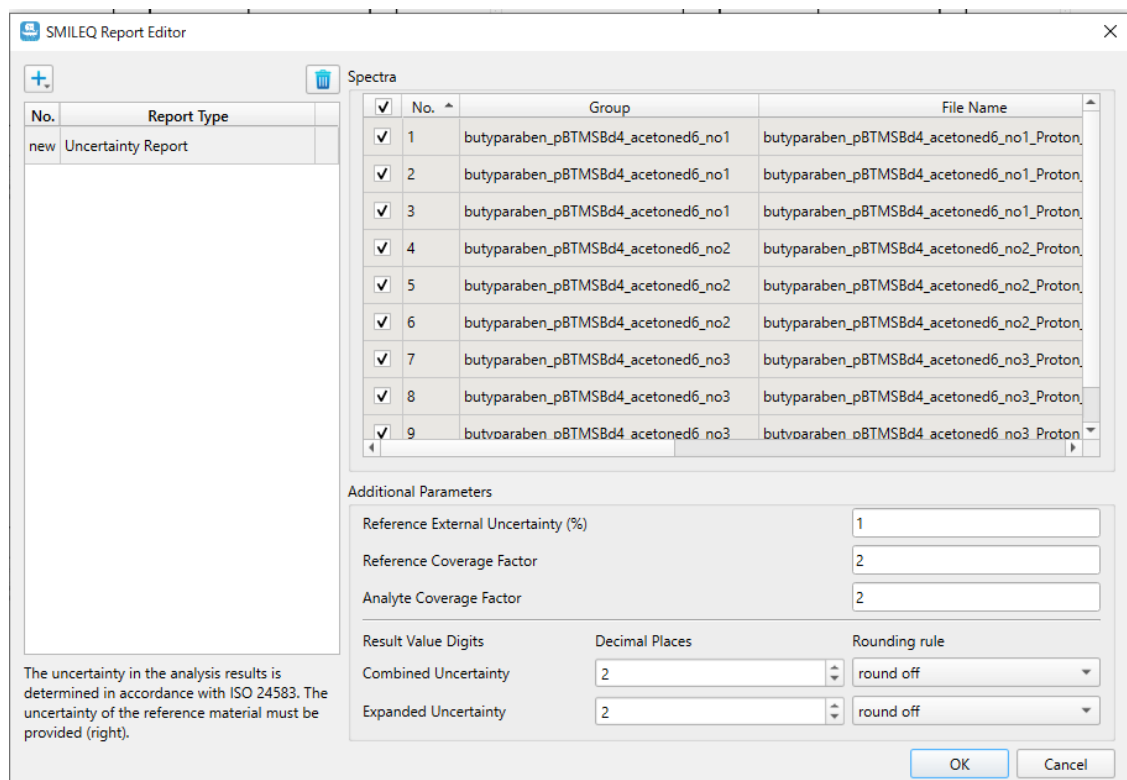 SMILEQ Report Editor
No. Report Type
new Uncertainty Report
The uncertainty in the analysis results is
determined in accordance with ISO 24583. The
uncertainty of the reference material must be
provided (right).
Spectra
No. Group File Name
1 butyparaben_pBTMSBd4_acetoned6_no1 butyparaben_pBTMSBd4_acetoned6_no1_Proton_
2 butyparaben_pBTMSBd4_acetoned6_no1 butyparaben_pBTMSBd4_acetoned6_no1_Proton_
3 butyparaben_pBTMSBd4_acetoned6_no1 butyparaben_pBTMSBd4_acetoned6_no1_Proton_
4 butyparaben_pBTMSBd4_acetoned6_no2 butyparaben_pBTMSBd4_acetoned6_no2_Proton_
5 butyparaben_pBTMSBd4_acetoned6_no2 butyparaben_pBTMSBd4_acetoned6_no2_Proton_
6 butyparaben_pBTMSBd4_acetoned6_no2 butyparaben_pBTMSBd4_acetoned6_no2_Proton_
7 butyparaben_pBTMSBd4_acetoned6_no3 butyparaben_pBTMSBd4_acetoned6_no3_Proton_
8 butyparaben_pBTMSBd4_acetoned6_no3 butyparaben_pBTMSBd4_acetoned6_no3_Proton_
9 butyparaben_pBTMSBd4_acetoned6_no3 butyparaben_pBTMSBd4_acetoned6_no3_Proton
Additional Parameters
Reference External Uncertainty (%) 1
Reference Coverage Factor 2
Analyte Coverage Factor 2
Result Value Digits Decimal Places Rounding rule
Combined Uncertainty 2 round off
Expanded Uncertainty 2 round off
OK Cancel